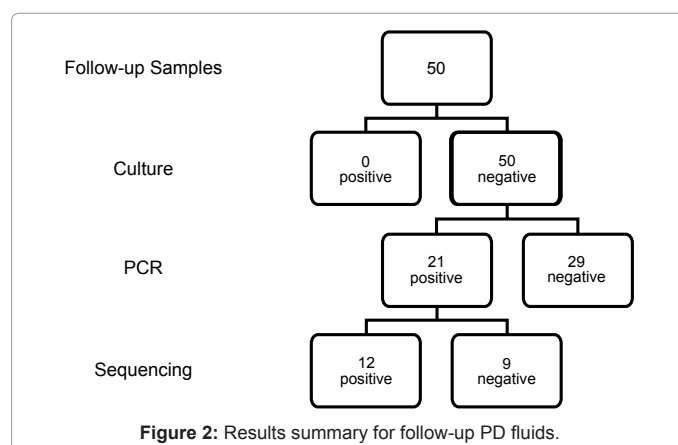 Follow-up Samples
50
Culture
0
positive
50
negative
PCR
21
positive
29
negative
Sequencing
12
positive
9
negative
Figure 2: Results summary for follow-up PD fluids.